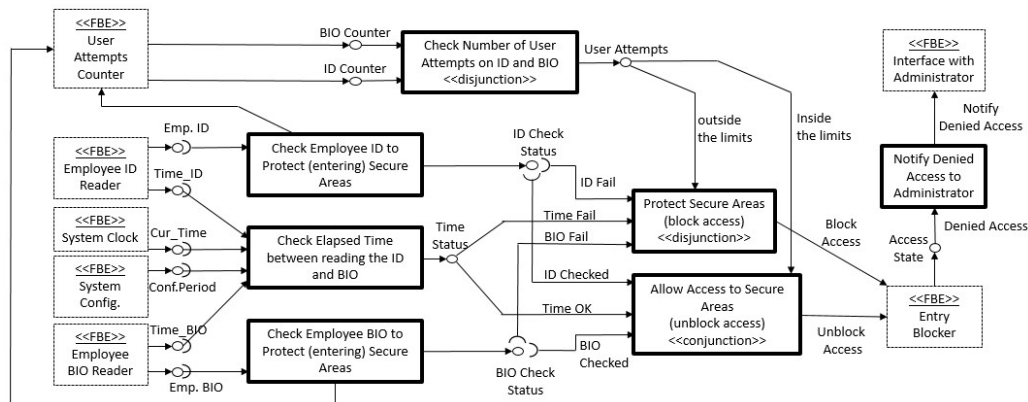 <<FBE>>
User
Attempts
Counter
BIO Counter
ID Counter
Check Number of User
Attempts on ID and BIO
<<disjunction>>
User Attempts
outside
the limits
Inside
the limits
<<FBE>>
Interface with
Administrator
Notify
Denied Access
Notify Denied
Access to
Administrator
Denied Access
Access
State
<<FBE>>
Entry
Blocker
<<FBE>>
Employee ID
Reader
Emp. ID
Time_ID
Check Employee ID to
Protect (entering) Secure
Areas
ID Check
Status
ID Fail
Time Fail
BIO Fail
Protect Secure Areas
(block access)
<<disjunction>>
Block
Access
<<FBE>>
System Clock
Cur_Time
<<FBE>>
System
Config.
Conf.Period
Check Elapsed Time
between reading the ID
and BIO
Time
Status
ID Checked
Time OK
BIO
Checked
Allow Access to Secure
Areas
(unblock access)
<<conjunction>>
Unblock
Access
<<FBE>>
Employee
BIO Reader
Time_BIO
Emp. BIO
Check Employee BIO to
Protect (entering) Secure
Areas
BIO Check
Status